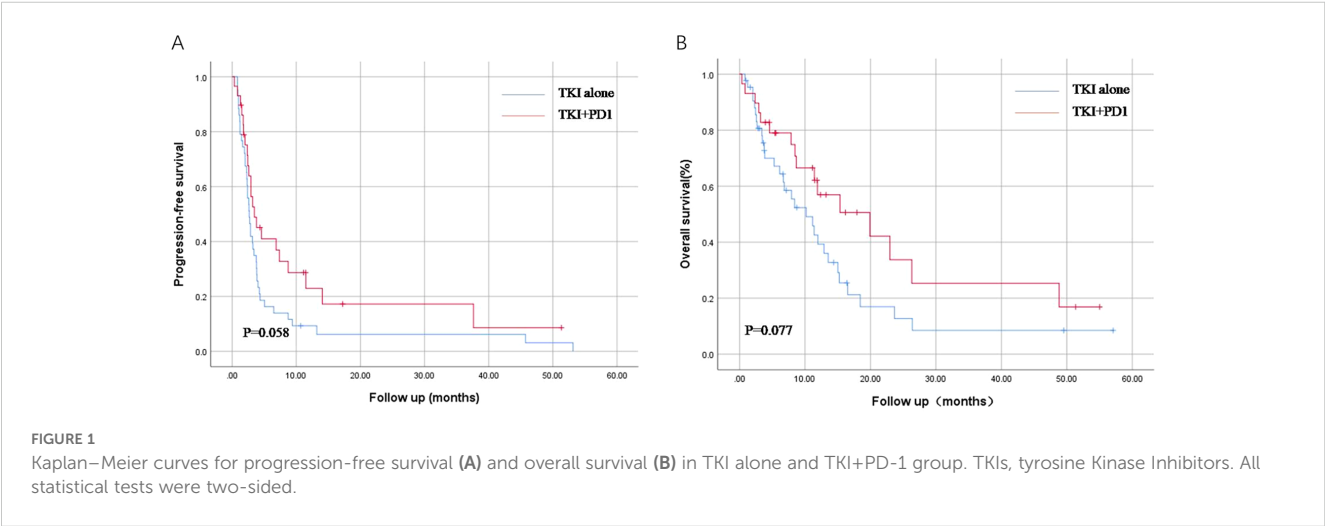 A
Progression-free survival
1.0
0.8
0.6
0.4
0.2
0.0
TKI alone
TKI+PD1
P=0.058
.00 10.00 20.00 30.00 40.00 50.00 60.00
Follow up (months)
B
Overall survival(%)
1.0
0.8
0.6
0.4
0.2
0.0
TKI alone
TKI+PD1
P=0.077
.00 10.00 20.00 30.00 40.00 50.00 60.00
Follow up（months）
FIGURE 1
Kaplan–Meier curves for progression-free survival (A) and overall survival (B) in TKI alone and TKI+PD-1 group. TKIs, tyrosine Kinase Inhibitors. All
statistical tests were two-sided.